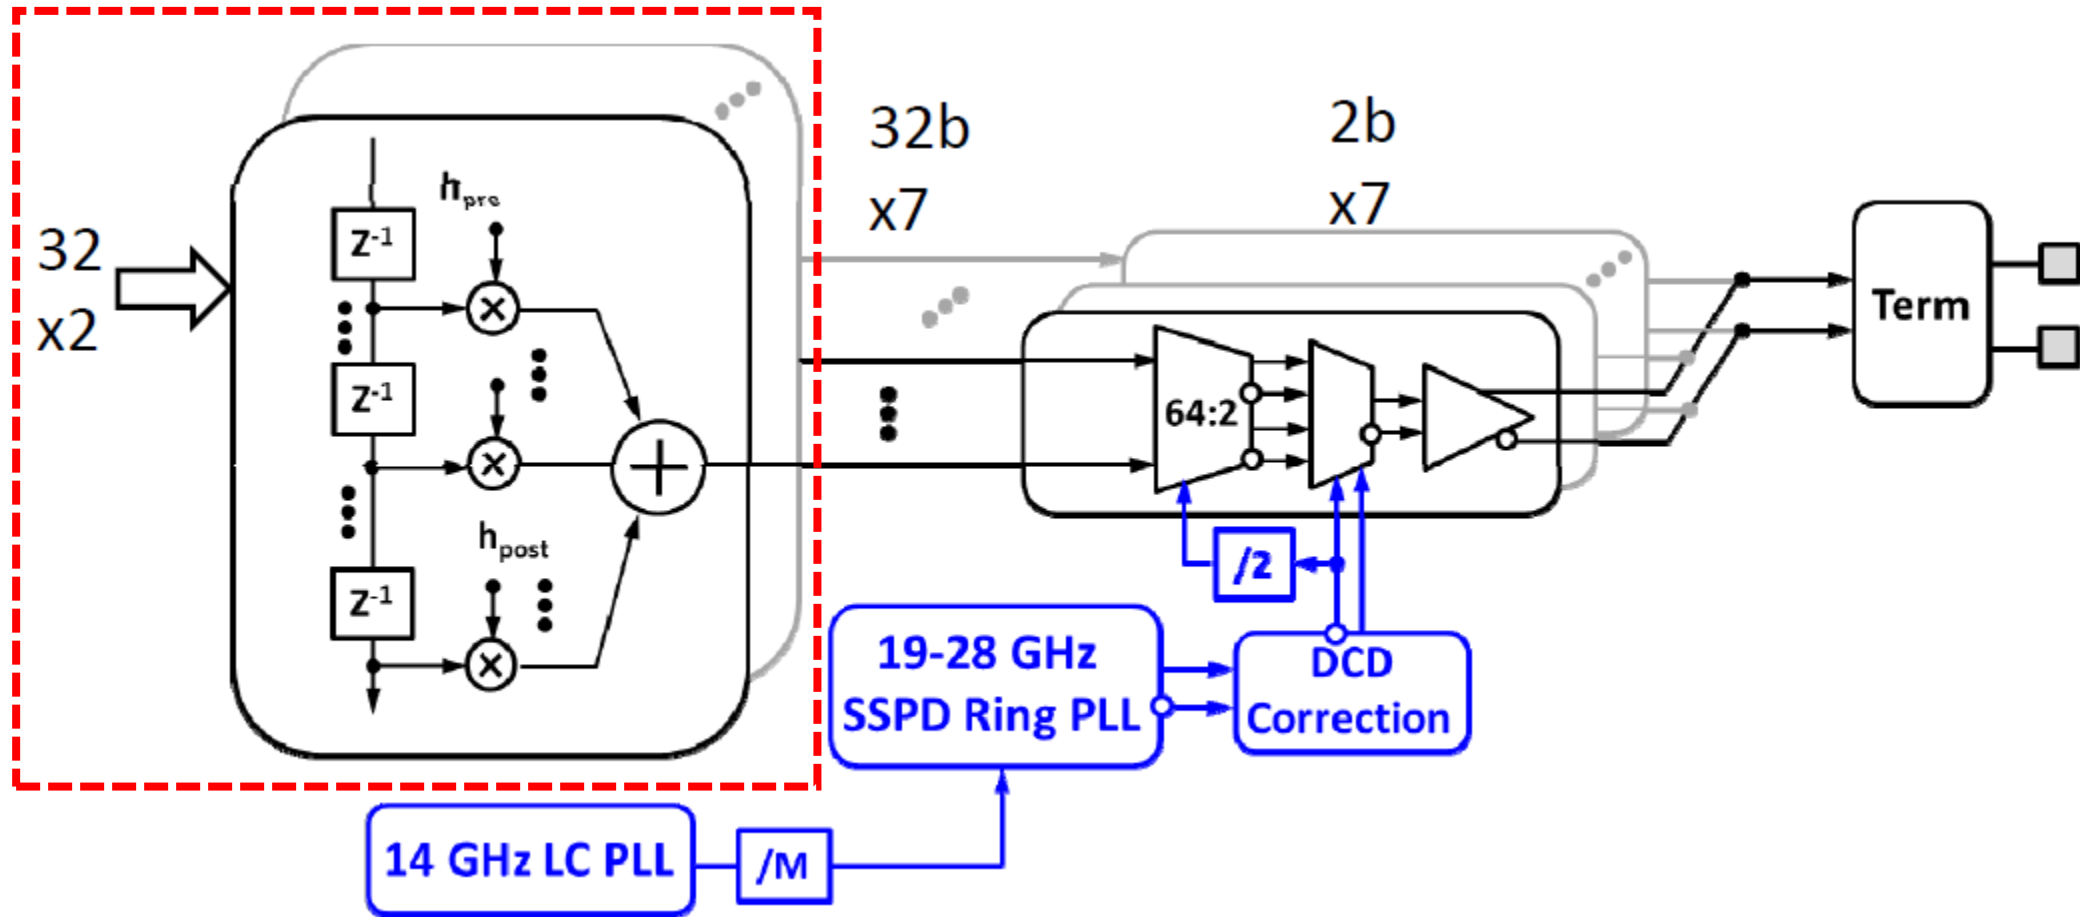 32
x2
h_pre
Z⁻¹
Z⁻¹
h_post
Z⁻¹
32b
x7
2b
x7
64:2
/2
Term
19-28 GHz
SSPD Ring PLL
DCD
Correction
14 GHz LC PLL
/M